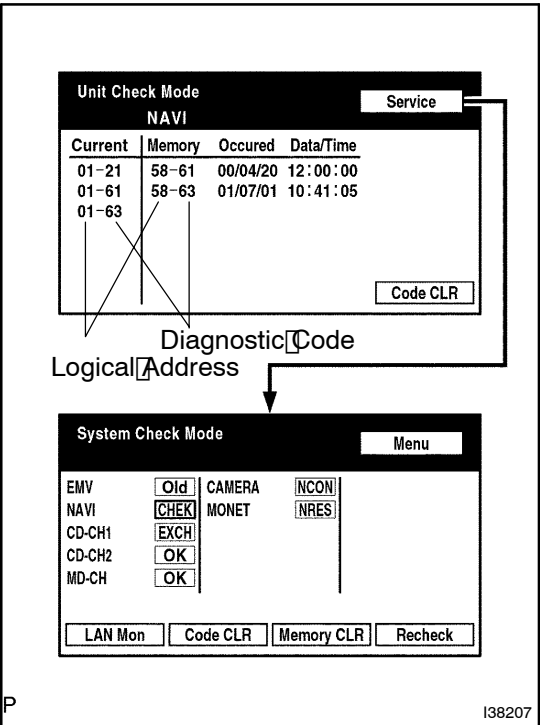 Unit Check Mode
Service
NAVI
Current Memory Occured Data/Time
01-21 58-61 00/04/20 12:00:00
01-61 58-63 01/07/01 10:41:05
01-63
Code CLR
Diagnostic Code
Logical Address
System Check Mode
Menu
EMV Old CAMERA NCON
NAVI CHEK MONET NRES
CD-CH1 EXCH
CD-CH2 OK
MD-CH OK
LAN Mon Code CLR Memory CLR Recheck
P
I38207